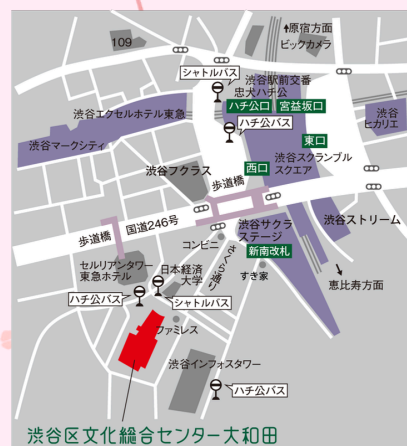 ↑原宿方面
ビックカメラ
109
シャトルバス
渋谷駅前交番
忠犬ハチ公
ハチ公口
宮益坂口
渋谷エクセルホテル東急
ハチ公バス
渋谷
ヒカリエ
東口
渋谷マークシティ
渋谷スクランブル
スクエア
渋谷フクラス
西口
歩道橋
渋谷サクラ
ステージ
渋谷ストリーム
歩道橋
国道246号
コンビニ
新南改札
さくら通り
セルリアンタワー
東急ホテル
日本経済
大学
すき家
恵比寿方面
ハチ公バス
シャトルバス
ファミレス
渋谷インフォスタワー
ハチ公バス
渋谷区文化総合センター大和田